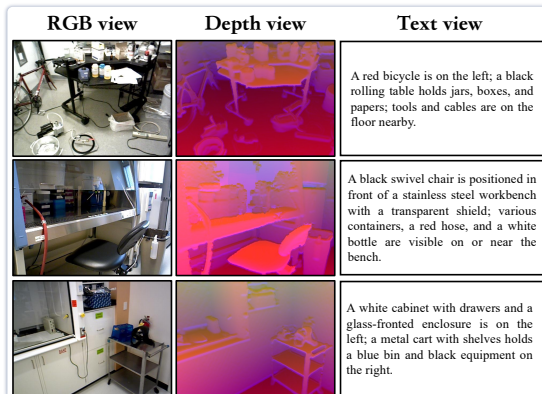 RGB view
Depth view
Text view
A red bicycle is on the left; a black
rolling table holds jars, boxes, and
papers; tools and cables are on the
floor nearby.
A black swivel chair is positioned in
front of a stainless steel workbench
with a transparent shield; various
containers, a red hose, and a white
bottle are visible on or near the
bench.
A white cabinet with drawers and a
glass-fronted enclosure is on the
left; a metal cart with shelves holds
a blue bin and black equipment on
the right.